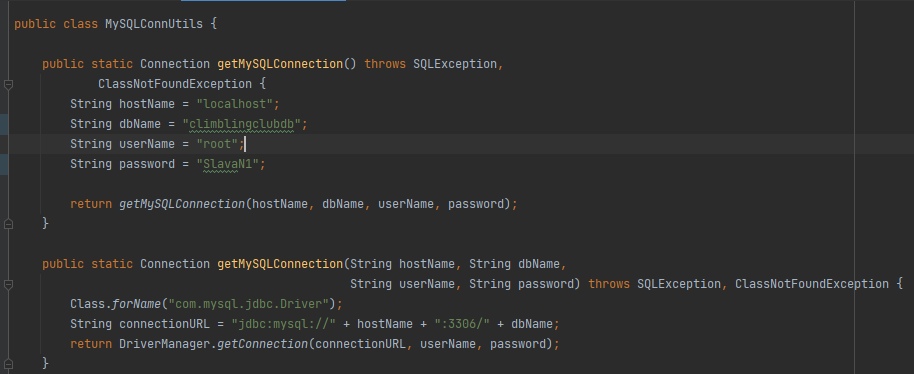 public class MySQLConnUtils {
public static Connection getMySQLConnection() throws SQLException,
ClassNotFoundException {
String hostName = "localhost";
String dbName = "climblingclubdb";
String userName = "root";
String password = "SlavaN1";
return getMySQLConnection(hostName, dbName, userName, password);
}
public static Connection getMySQLConnection(String hostName, String dbName,
String userName, String password) throws SQLException, ClassNotFoundException {
Class.forName("com.mysql.jdbc.Driver");
String connectionURL = "jdbc:mysql://" + hostName + ":3306/" + dbName;
return DriverManager.getConnection(connectionURL, userName, password);
}